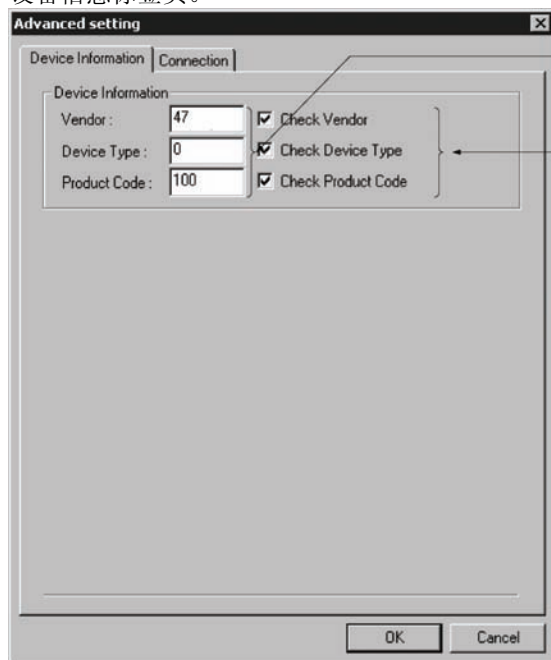 设备信息标签页。
Advanced setting
Device Information Connection
Device Information
Vendor : 47 Check Vendor
Device Type : 0 Check Device Type
Product Code : 100 Check Product Code
OK Cancel